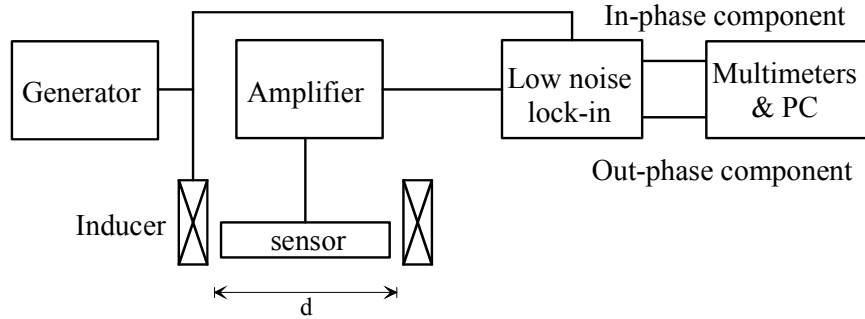 In-phase component
Generator
Amplifier
Low noise
lock-in
Multimeters
& PC
Out-phase component
Inducer
sensor
d